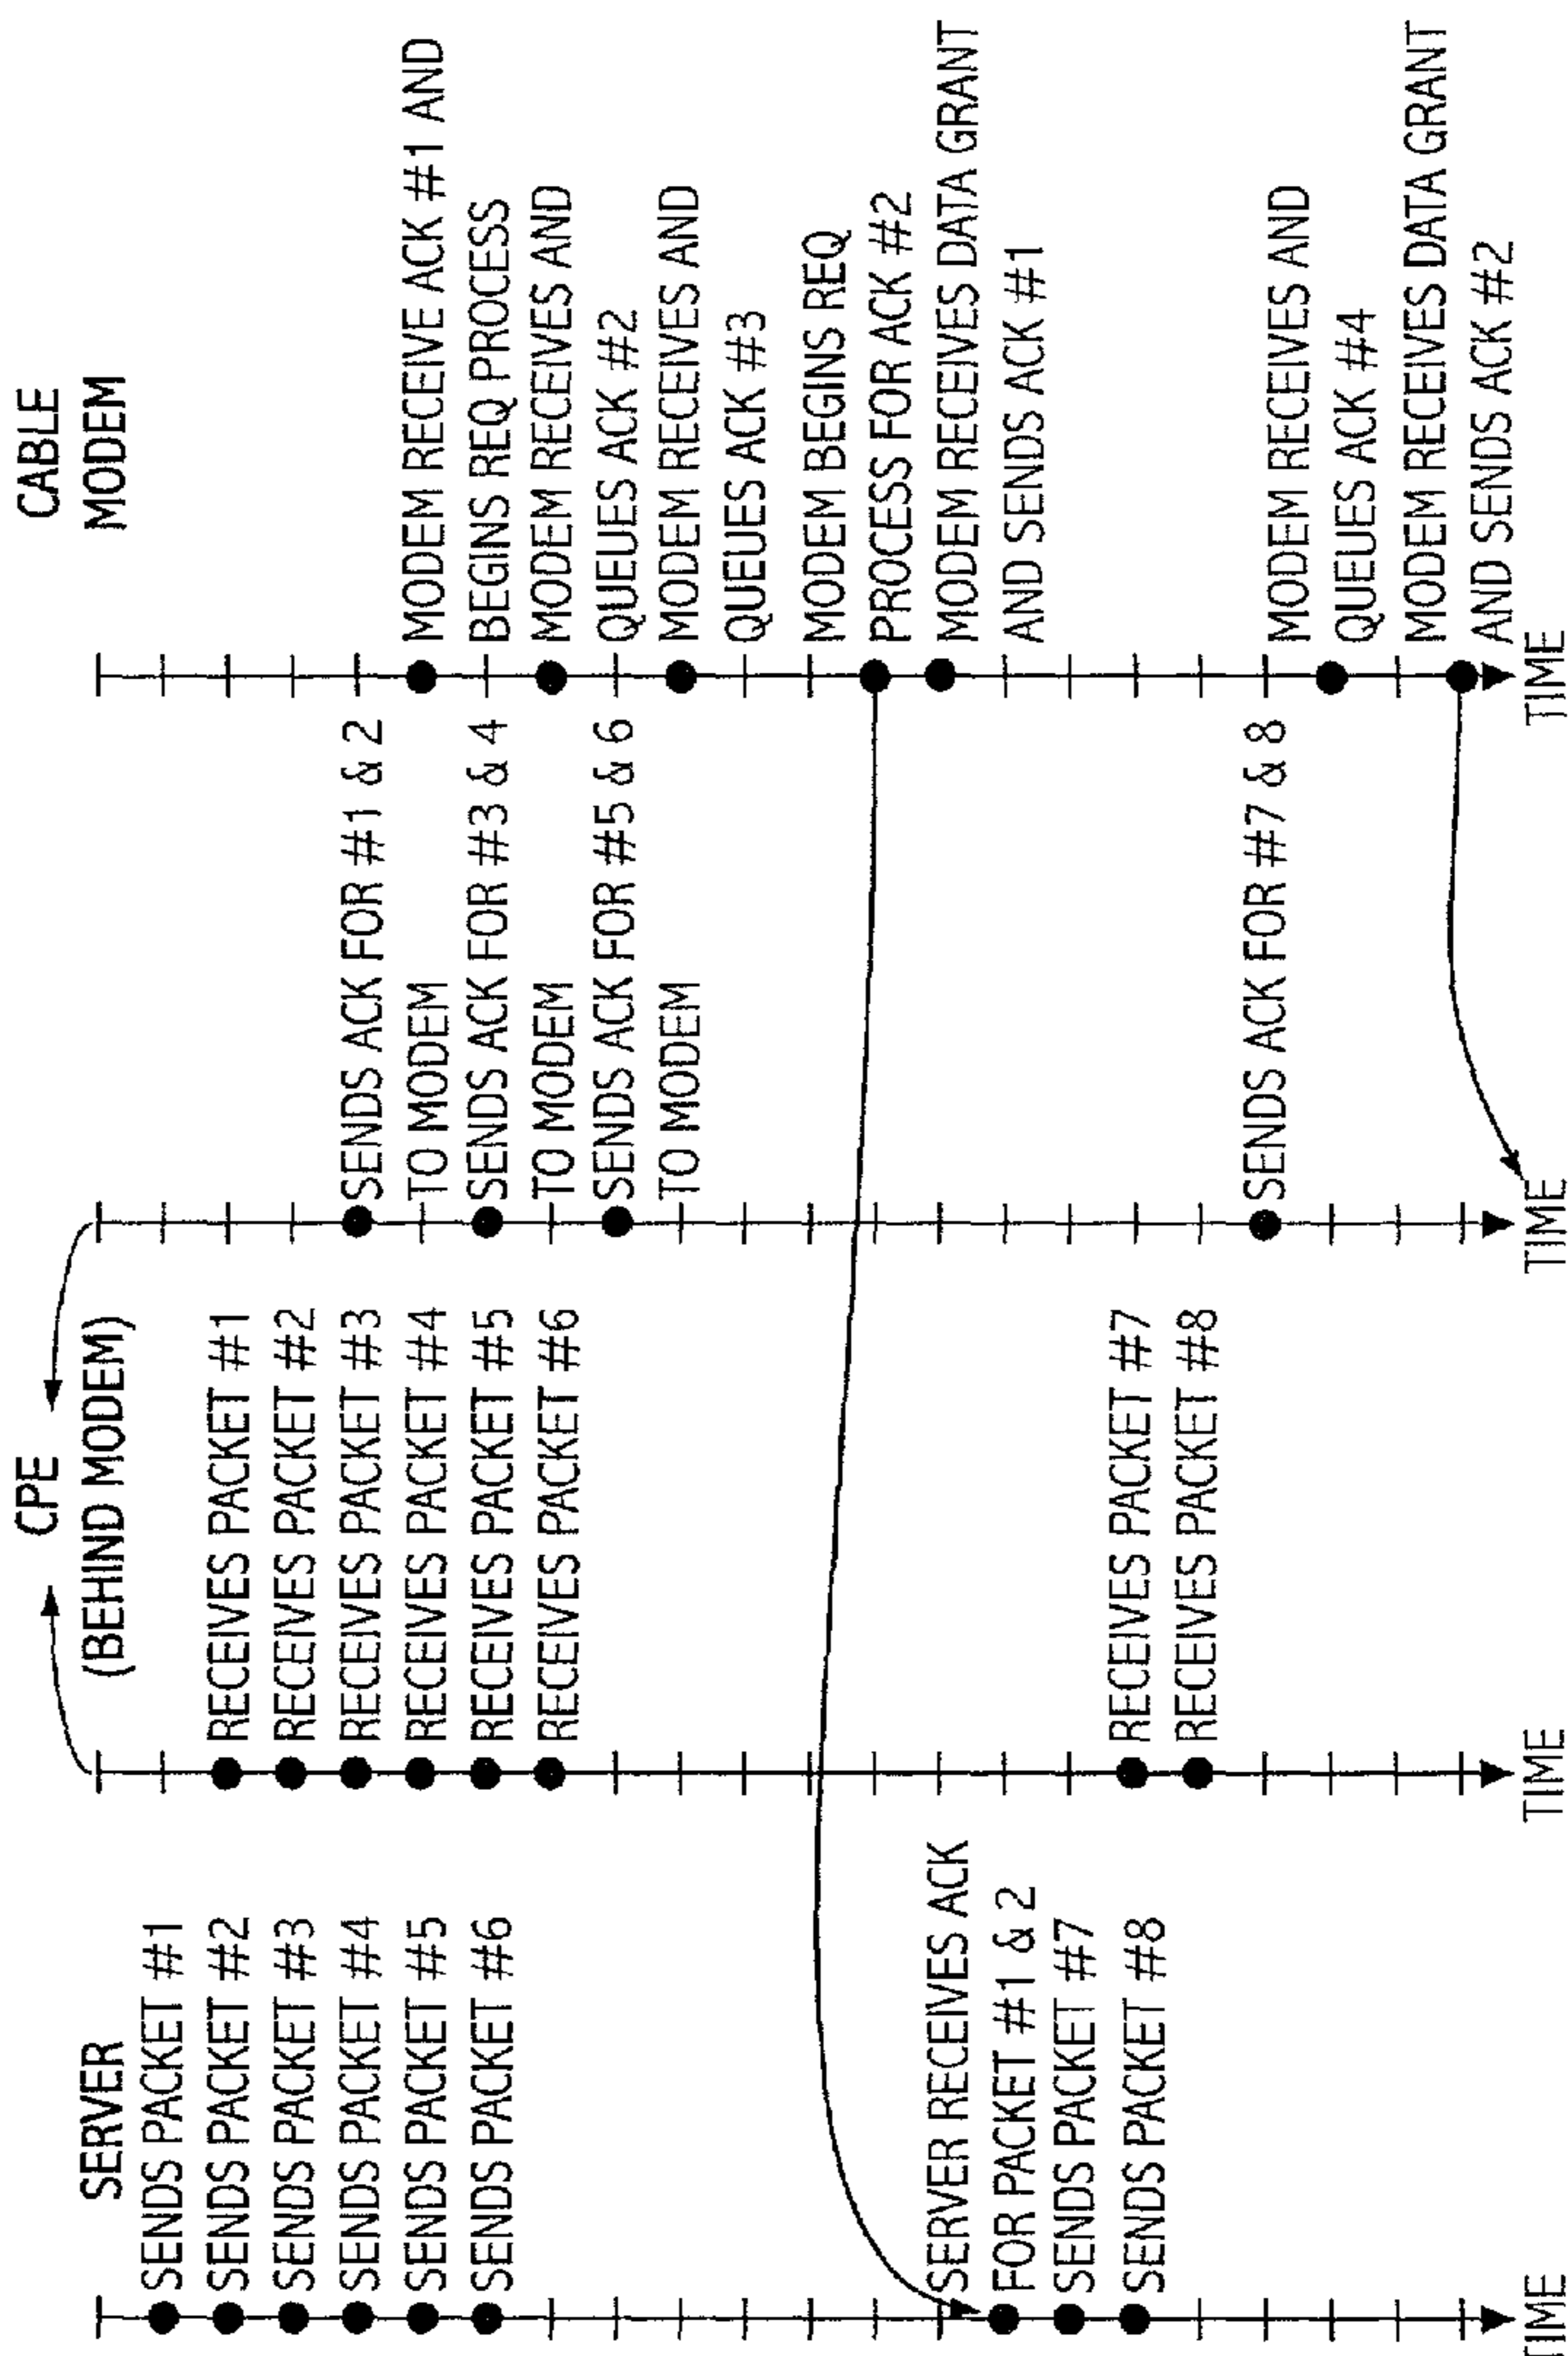 SERVER
SENDS PACKET #1
SENDS PACKET #2
SENDS PACKET #3
SENDS PACKET #4
SENDS PACKET #5
SENDS PACKET #6
SERVER RECEIVES ACK
FOR PACKET #1 & 2
SENDS PACKET #7
SENDS PACKET #8
TIME
CPE
(BEHIND MODEM)
RECEIVES PACKET #1
RECEIVES PACKET #2
RECEIVES PACKET #3
RECEIVES PACKET #4
RECEIVES PACKET #5
RECEIVES PACKET #6
RECEIVES PACKET #7
RECEIVES PACKET #8
TIME
SENDS ACK FOR #1 & 2
TO MODEM
SENDS ACK FOR #3 & 4
TO MODEM
SENDS ACK FOR #5 & 6
TO MODEM
SENDS ACK FOR #7 & 8
TIME
CABLE
MODEM
MODEM RECEIVE ACK #1 AND
BEGINS REQ PROCESS
MODEM RECEIVES AND
QUEUES ACK #2
MODEM RECEIVES AND
QUEUES ACK #3
MODEM BEGINS REQ
PROCESS FOR ACK #2
MODEM RECEIVES DATA GRANT
AND SENDS ACK #1
MODEM RECEIVES AND
QUEUES ACK #4
MODEM RECEIVES DATA GRANT
AND SENDS ACK #2
TIME